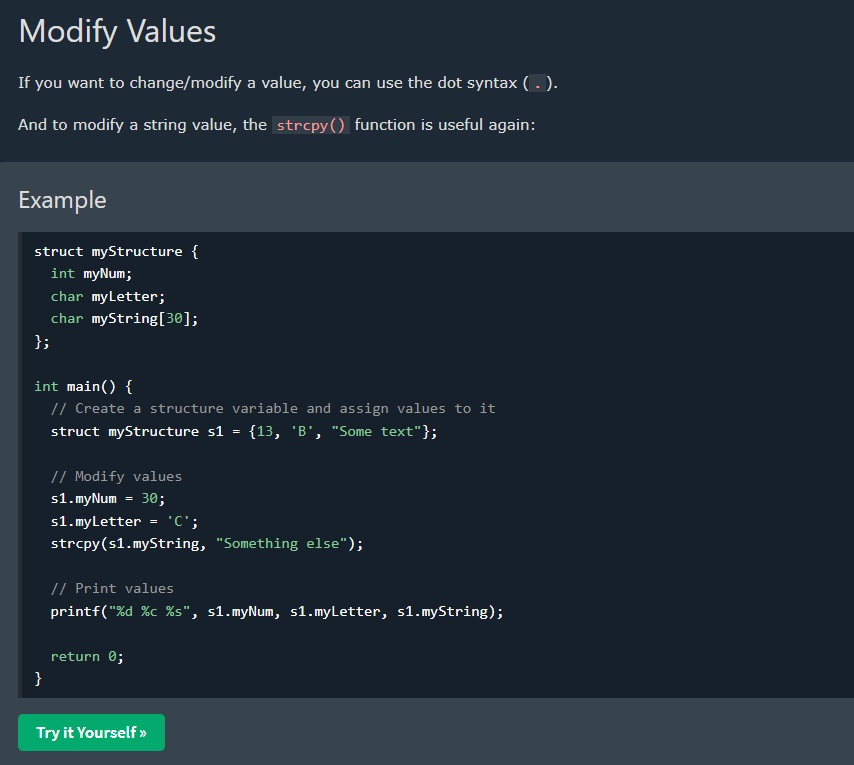 Modify Values
If you want to change/modify a value, you can use the dot syntax (.).
And to modify a string value, the strcpy() function is useful again:
Example
struct myStructure {
  int myNum;
  char myLetter;
  char myString[30];
};
int main() {
  // Create a structure variable and assign values to it
  struct myStructure s1 = {13, 'B', "Some text"};
  // Modify values
  s1.myNum = 30;
  s1.myLetter = 'C';
  strcpy(s1.myString, "Something else");
  // Print values
  printf("%d %c %s", s1.myNum, s1.myLetter, s1.myString);
  return 0;
}
Try it Yourself »